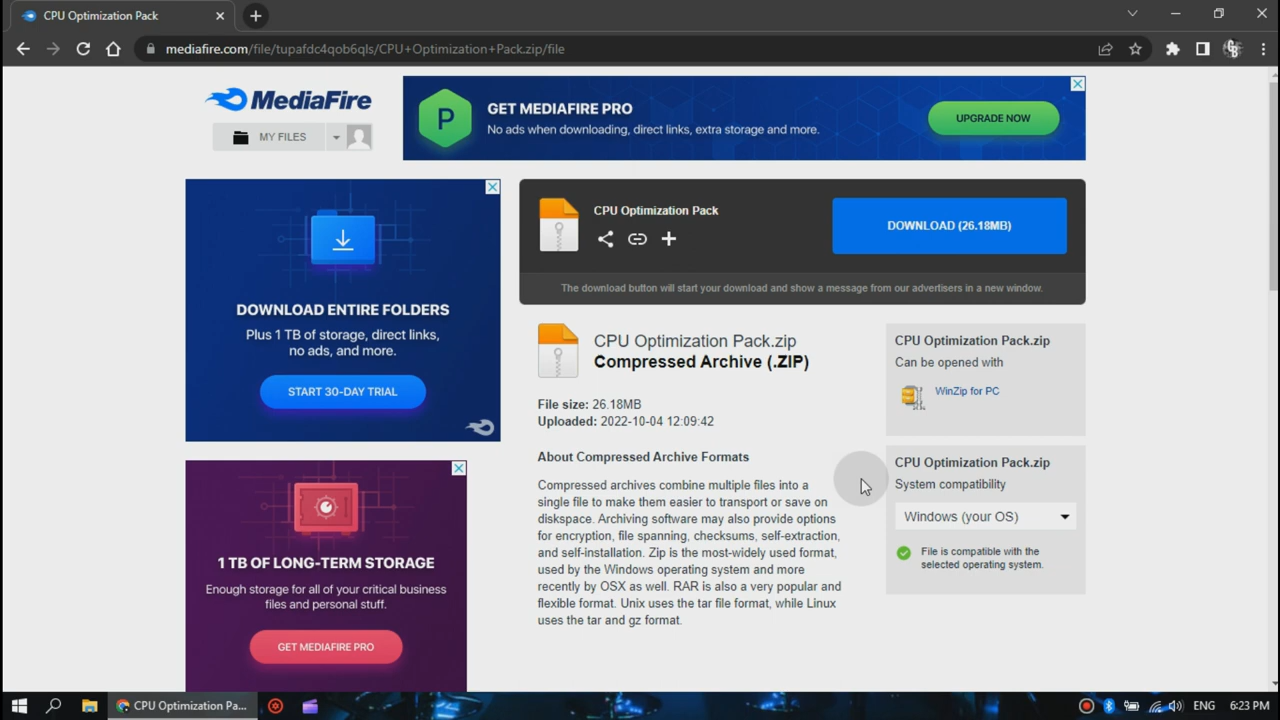 CPU Optimization Pack
mediafire.com/file/tupafdc4qob6qls/CPU+Optimization+Pack.zip/file
MediaFire
MY FILES
P
GET MEDIAFIRE PRO
No ads when downloading, direct links, extra storage and more.
UPGRADE NOW
DOWNLOAD ENTIRE FOLDERS
Plus 1 TB of storage, direct links,
no ads, and more.
START 30-DAY TRIAL
CPU Optimization Pack
DOWNLOAD (26.18MB)
The download button will start your download and show a message from our advertisers in a new window.
CPU Optimization Pack.zip
Compressed Archive (.ZIP)
File size: 26.18MB
Uploaded: 2022-10-04 12:09:42
About Compressed Archive Formats
Compressed archives combine multiple files into a
single file to make them easier to transport or save on
diskspace. Archiving software may also provide options
for encryption, file spanning, checksums, self-extraction,
and self-installation. Zip is the most-widely used format,
used by the Windows operating system and more
recently by OSX as well. RAR is also a very popular and
flexible format. Unix uses the tar file format, while Linux
uses the tar and gz format.
CPU Optimization Pack.zip
Can be opened with
WinZip for PC
CPU Optimization Pack.zip
System compatibility
Windows (your OS)
File is compatible with the
selected operating system.
1 TB OF LONG-TERM STORAGE
Enough storage for all of your critical business
files and personal stuff.
GET MEDIAFIRE PRO
CPU Optimization Pa...
ENG
6:23 PM